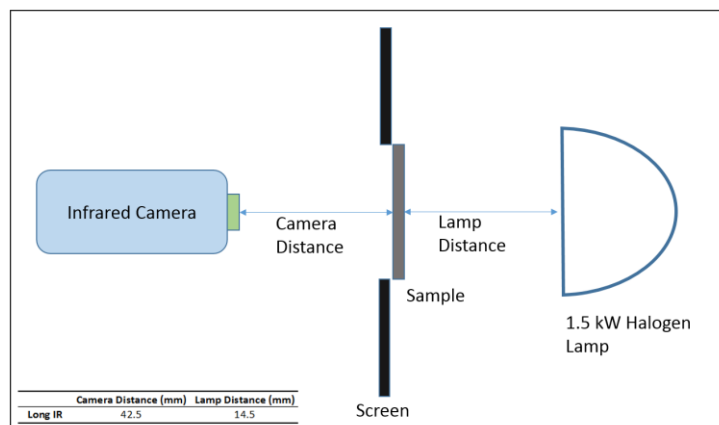 Infrared Camera
Camera
Distance
Lamp
Distance
Sample
1.5 kW Halogen
Lamp
Screen
Camera Distance (mm) Lamp Distance (mm)
Long IR 42.5 14.5